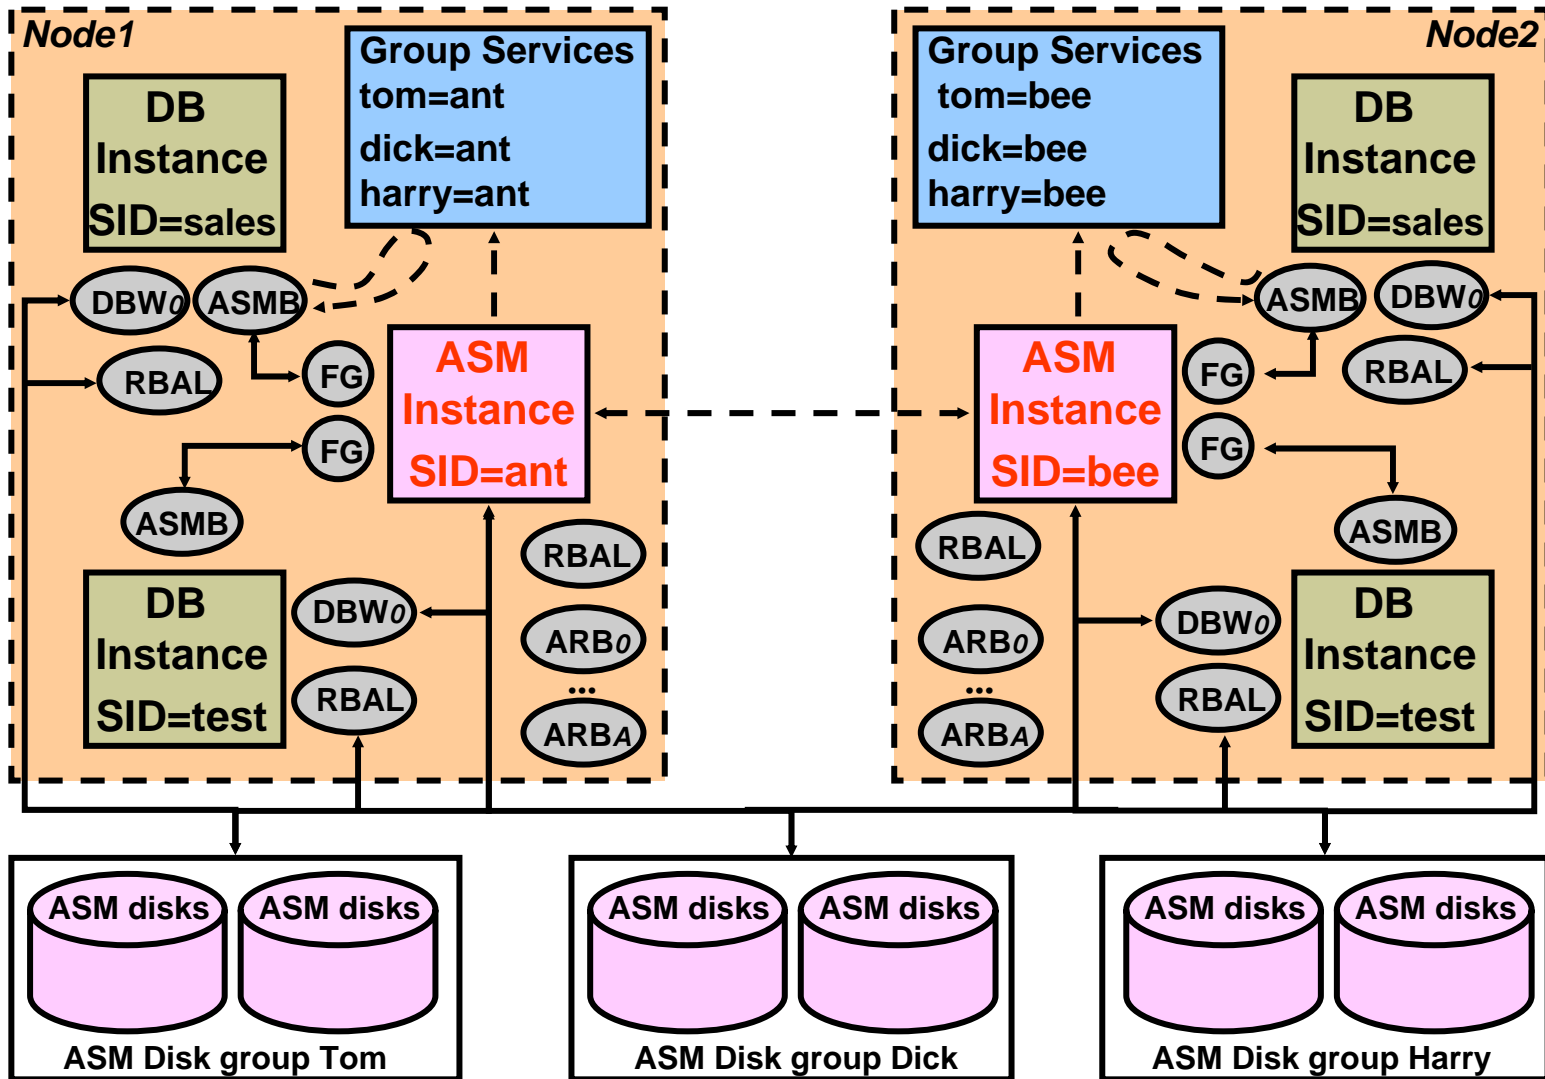 Node1
Group Services
tom=ant
dick=ant
harry=ant
DB
Instance
SID=sales
DBW0
ASMB
RBAL
FG
FG
ASMB
ASM
Instance
SID=ant
DB
Instance
SID=test
DBW0
RBAL
RBAL
ARB0
...
ARBA
Node2
Group Services
tom=bee
dick=bee
harry=bee
DB
Instance
SID=sales
ASMB
DBW0
RBAL
FG
FG
ASMB
ASM
Instance
SID=bee
RBAL
ARB0
...
ARBA
DBW0
RBAL
DB
Instance
SID=test
ASM disks
ASM disks
ASM Disk group Tom
ASM disks
ASM disks
ASM Disk group Dick
ASM disks
ASM disks
ASM Disk group Harry